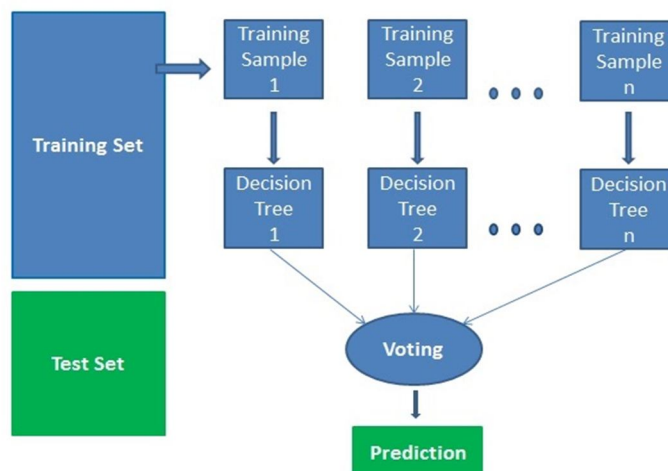 Training Set
Test Set
Training
Sample
1
Training
Sample
2
Training
Sample
n
Decision
Tree
1
Decision
Tree
2
Decision
Tree
n
Voting
Prediction